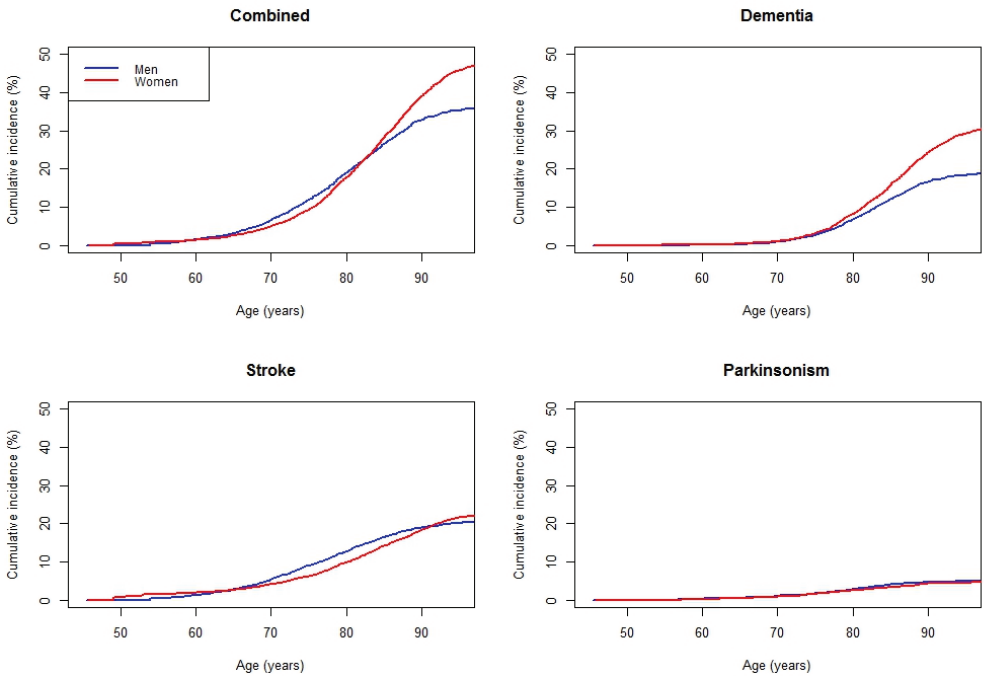 Combined
Men
Women
Cumulative incidence (%)
50
40
30
20
10
0
50 60 70 80 90
Age (years)
Dementia
Cumulative incidence (%)
50
40
30
20
10
0
50 60 70 80 90
Age (years)
Stroke
Cumulative incidence (%)
50
40
30
20
10
0
50 60 70 80 90
Age (years)
Parkinsonism
Cumulative incidence (%)
50
40
30
20
10
0
50 60 70 80 90
Age (years)